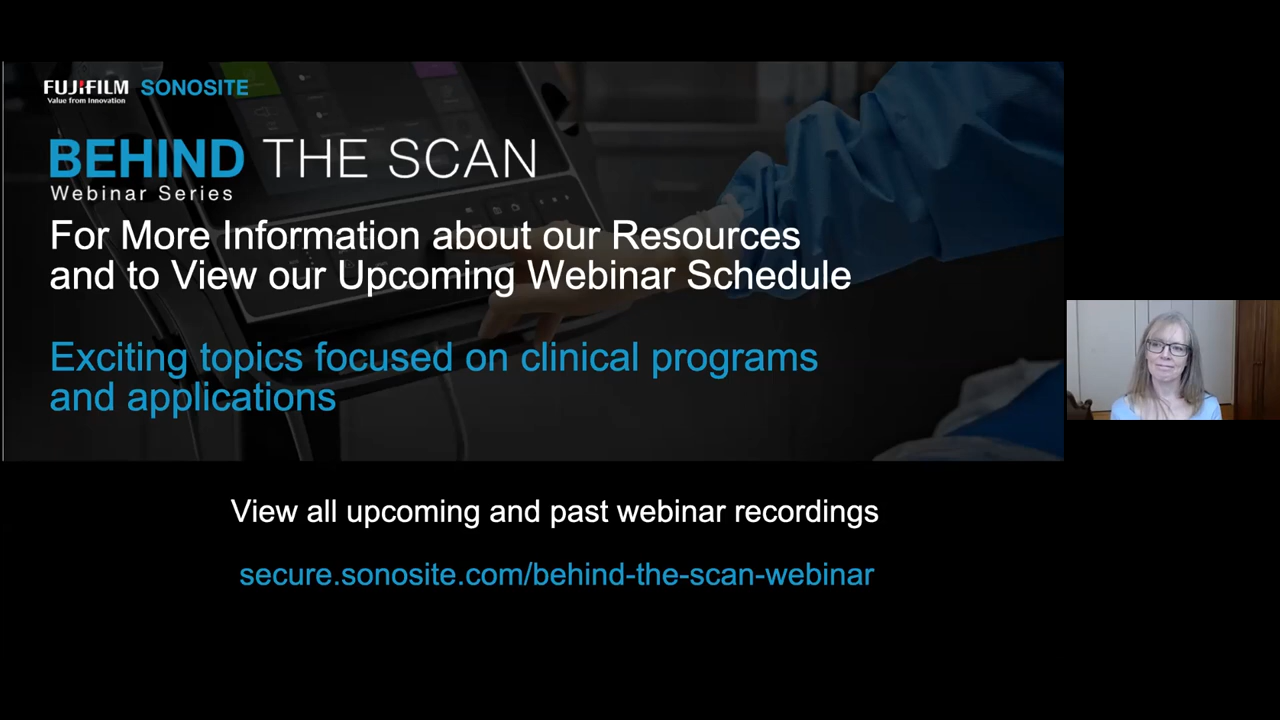 FUJIFILM SONOSITE
Value from Innovation
BEHIND THE SCAN
Webinar Series
For More Information about our Resources
and to View our Upcoming Webinar Schedule
Exciting topics focused on clinical programs
and applications
View all upcoming and past webinar recordings
secure.sonosite.com/behind-the-scan-webinar